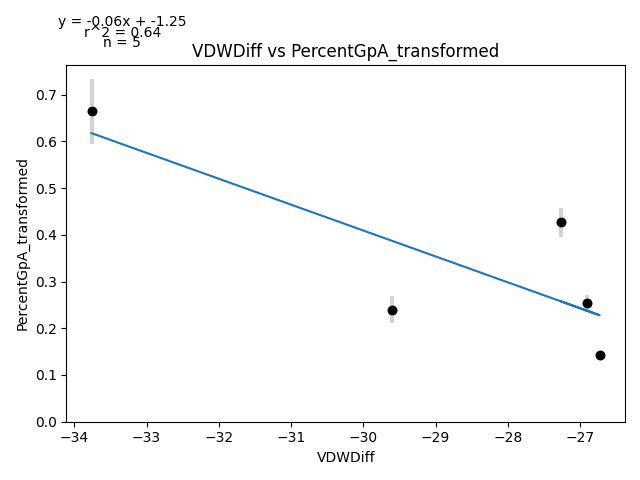 y = -0.06x + -1.25
r^2 = 0.64
n = 5
VDWDiff vs PercentGpA_transformed
PercentGpA_transformed
0.7
0.6
0.5
0.4
0.3
0.2
0.1
0.0
−34 −33 −32 −31 −30 −29 −28 −27
VDWDiff